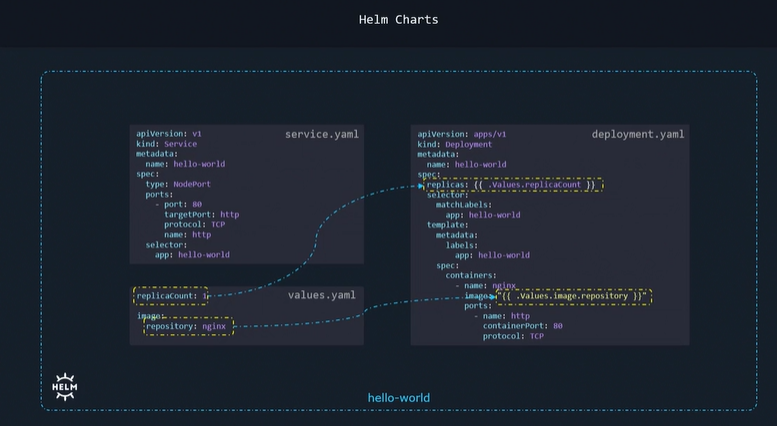 Helm Charts
service.yaml
apiVersion: v1
kind: Service
metadata:
  name: hello-world
spec:
  type: NodePort
  ports:
    - port: 80
      targetPort: http
      protocol: TCP
      name: http
  selector:
    app: hello-world
values.yaml
replicaCount: 1
image:
  repository: nginx
deployment.yaml
apiVersion: apps/v1
kind: Deployment
metadata:
  name: hello-world
spec:
  replicas: {{ .Values.replicaCount }}
  selector:
    matchLabels:
      app: hello-world
  template:
    metadata:
      labels:
        app: hello-world
    spec:
      containers:
        - name: nginx
          image: "{{ .Values.image.repository }}"
          ports:
            - name: http
              containerPort: 80
              protocol: TCP
HELM
hello-world